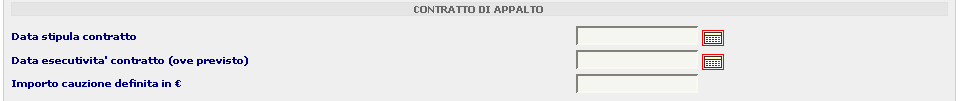 CONTRATTO DI APPALTO
Data stipula contratto
Data esecutivita' contratto (ove previsto)
Importo cauzione definita in €